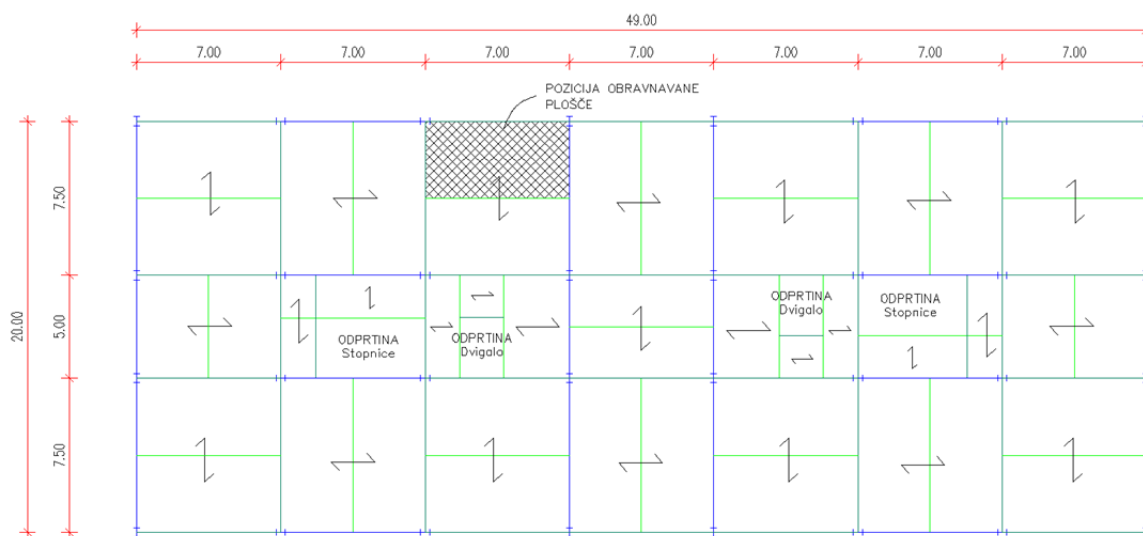 49.00
7.00 7.00 7.00 7.00 7.00 7.00 7.00
POZICIJA OBRAVNAVANE
PLOŠČE
7.50
20.00
5.00
ODPRTINA
Stopnice
ODPRTINA
Dvigalo
ODPRTINA
Dvigalo
ODPRTINA
Stopnice
7.50